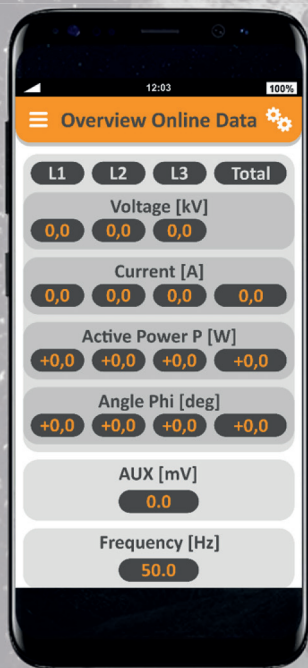 12:03
100%
Overview Online Data
L1 L2 L3 Total
Voltage [kV]
0,0 0,0 0,0
Current [A]
0,0 0,0 0,0 0,0
Active Power P [W]
+0,0 +0,0 +0,0 +0,0
Angle Phi [deg]
+0,0 +0,0 +0,0 +0,0
AUX [mV]
0.0
Frequency [Hz]
50.0